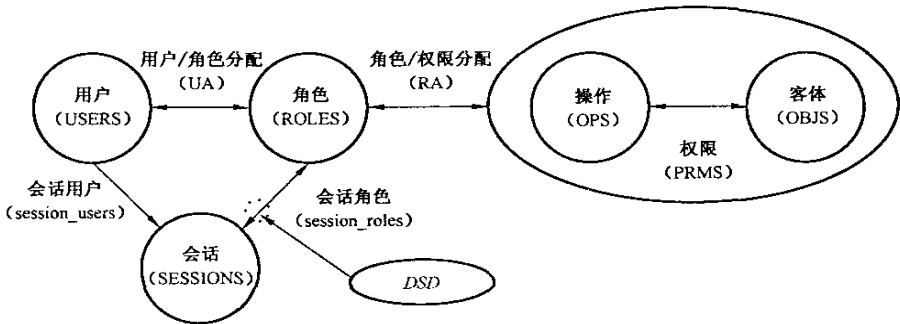 用户/角色分配
(UA)
角色/权限分配
(RA)
用户
(USERS)
角色
(ROLES)
操作
(OPS)
客体
(OBJS)
权限
(PRMS)
会话用户
(session_users)
会话角色
(session_roles)
会话
(SESSIONS)
DSD